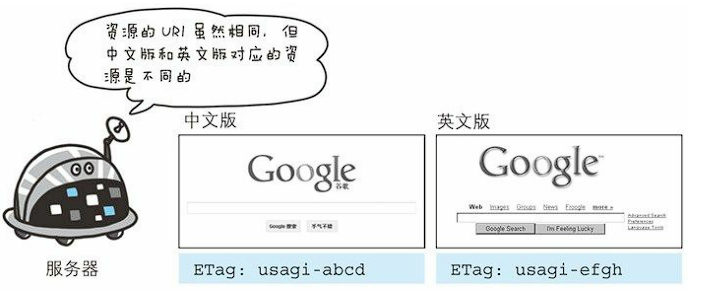 资源的 URI 虽然相同，但
中文版和英文版对应的资
源是不同的
中文版
英文版
Google
谷歌
Google 搜索
手气不错
Google™
Web Images Groups News Froogle more »
Advanced Search
Preferences
Language Tools
Google Search
I'm Feeling Lucky
服务器
ETag: usagi-abcd
ETag: usagi-efgh